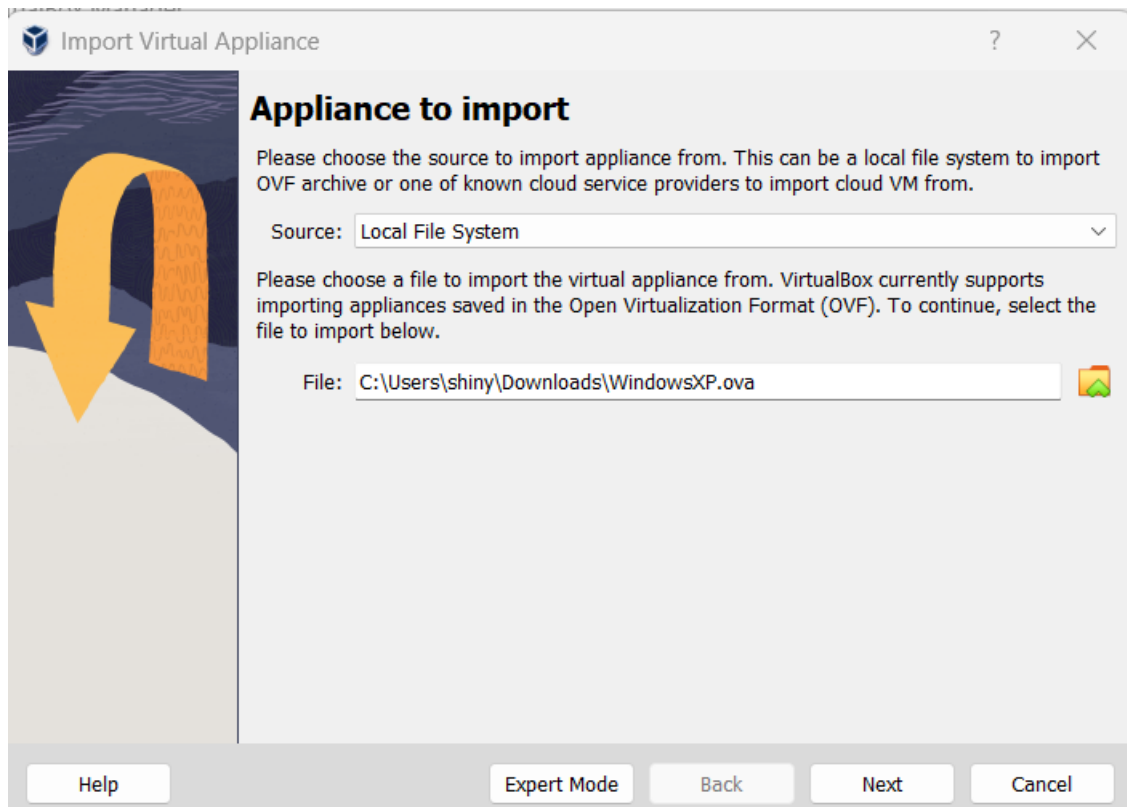 Import Virtual Appliance
?
Appliance to import
Please choose the source to import appliance from. This can be a local file system to import
OVF archive or one of known cloud service providers to import cloud VM from.
Source: Local File System
Please choose a file to import the virtual appliance from. VirtualBox currently supports
importing appliances saved in the Open Virtualization Format (OVF). To continue, select the
file to import below.
File: C:\Users\shiny\Downloads\WindowsXP.ova
Help Expert Mode Back Next Cancel